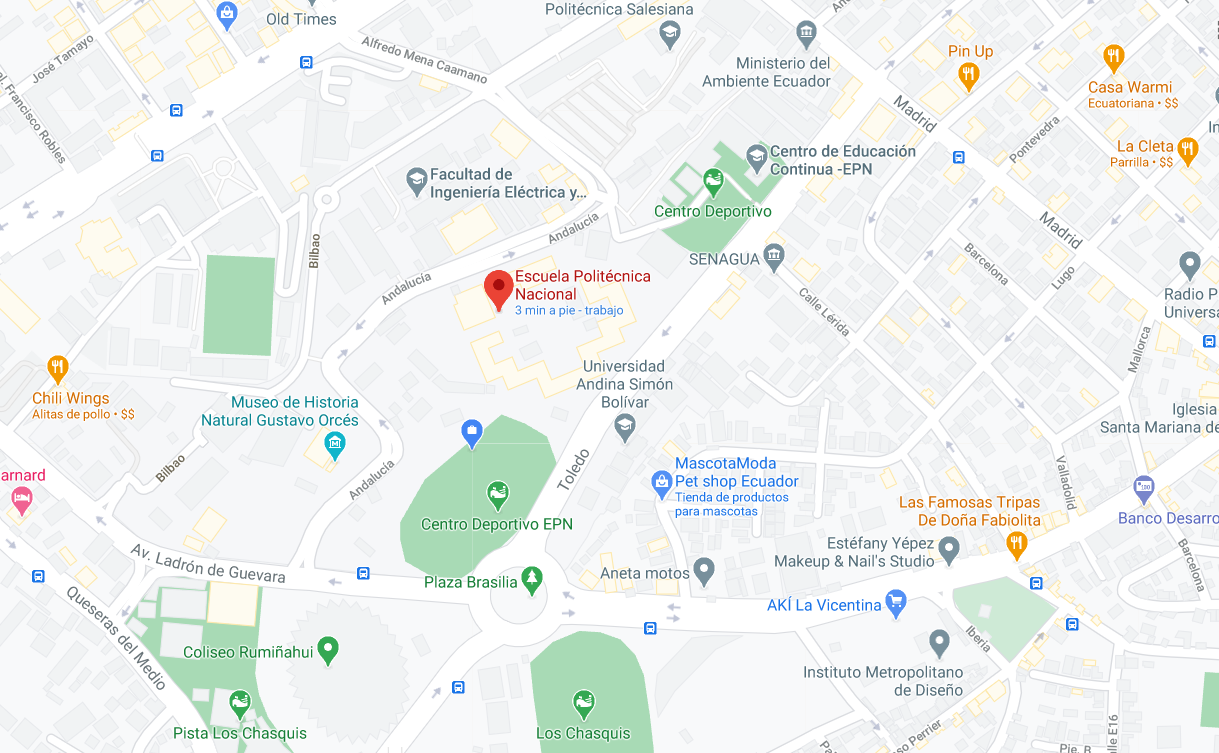 Old Times
Politécnica Salesiana
José Tamayo
Alfredo Mena Caamano
Ministerio del
Ambiente Ecuador
Pin Up
Casa Warmi
Ecuatoriana • $$
Francisco Robles
Madrid
Pontevedra
La Cleta
Parrilla • $$
Facultad de
Ingeniería Eléctrica y...
Centro de Educación
Continua -EPN
Centro Deportivo
Andalucía
Madrid
Bilbao
SENAGUA
Barcelona
Lugo
Andalucía
Escuela Politécnica
Nacional
3 min a pie - trabajo
Calle Lérida
Radio P
Universa
Mallorca
Universidad
Andina Simón
Bolívar
Chili Wings
Alitas de pollo • $$
Museo de Historia
Natural Gustavo Orcés
Iglesia
Santa Mariana de
Bilbao
Andalucía
Toledo
MascotaModa
Pet shop Ecuador
Tienda de productos
para mascotas
Valladolid
arnard
Las Famosas Tripas
De Doña Fabiolita
Banco Desarro
Centro Deportivo EPN
Av. Ladrón de Guevara
Estéfany Yépez
Makeup & Nail's Studio
Barcelona
Aneta motos
Plaza Brasilia
Queseras del Medio
AKÍ La Vicentina
Iberia
Coliseo Rumiñahui
Instituto Metropolitano
de Diseño
Pista Los Chasquis
Los Chasquis
Perrier
Pie. B
E16